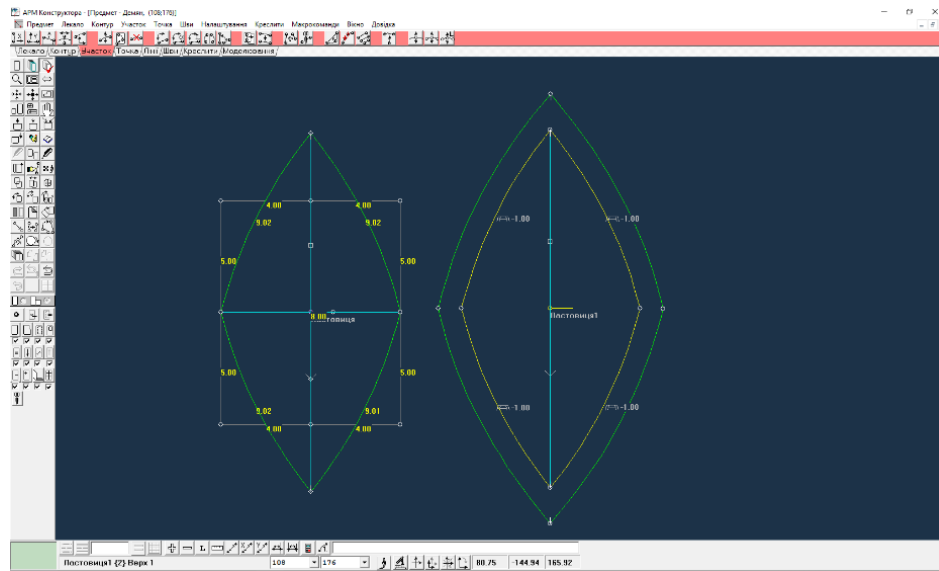 АРМ Конструктора - [Предмет - Демян, (108;176)]
Предмет Лекало Контур Участок Точка Шви Налаштування Креслити Макрокоманди Вікно Довідка
Лекало Контур Участок Точка Лінії Шви Креслити Моделювання
4.00 4.00
9.02 9.02
-1.00 -1.00
5.00 5.00
8.00
Ластовиця1
5.00 5.00
9.02 9.01
-1.00 -1.00
4.00 4.00
Ластовиця1 {2} Верх 1 108 176 80.75 -144.94 165.92